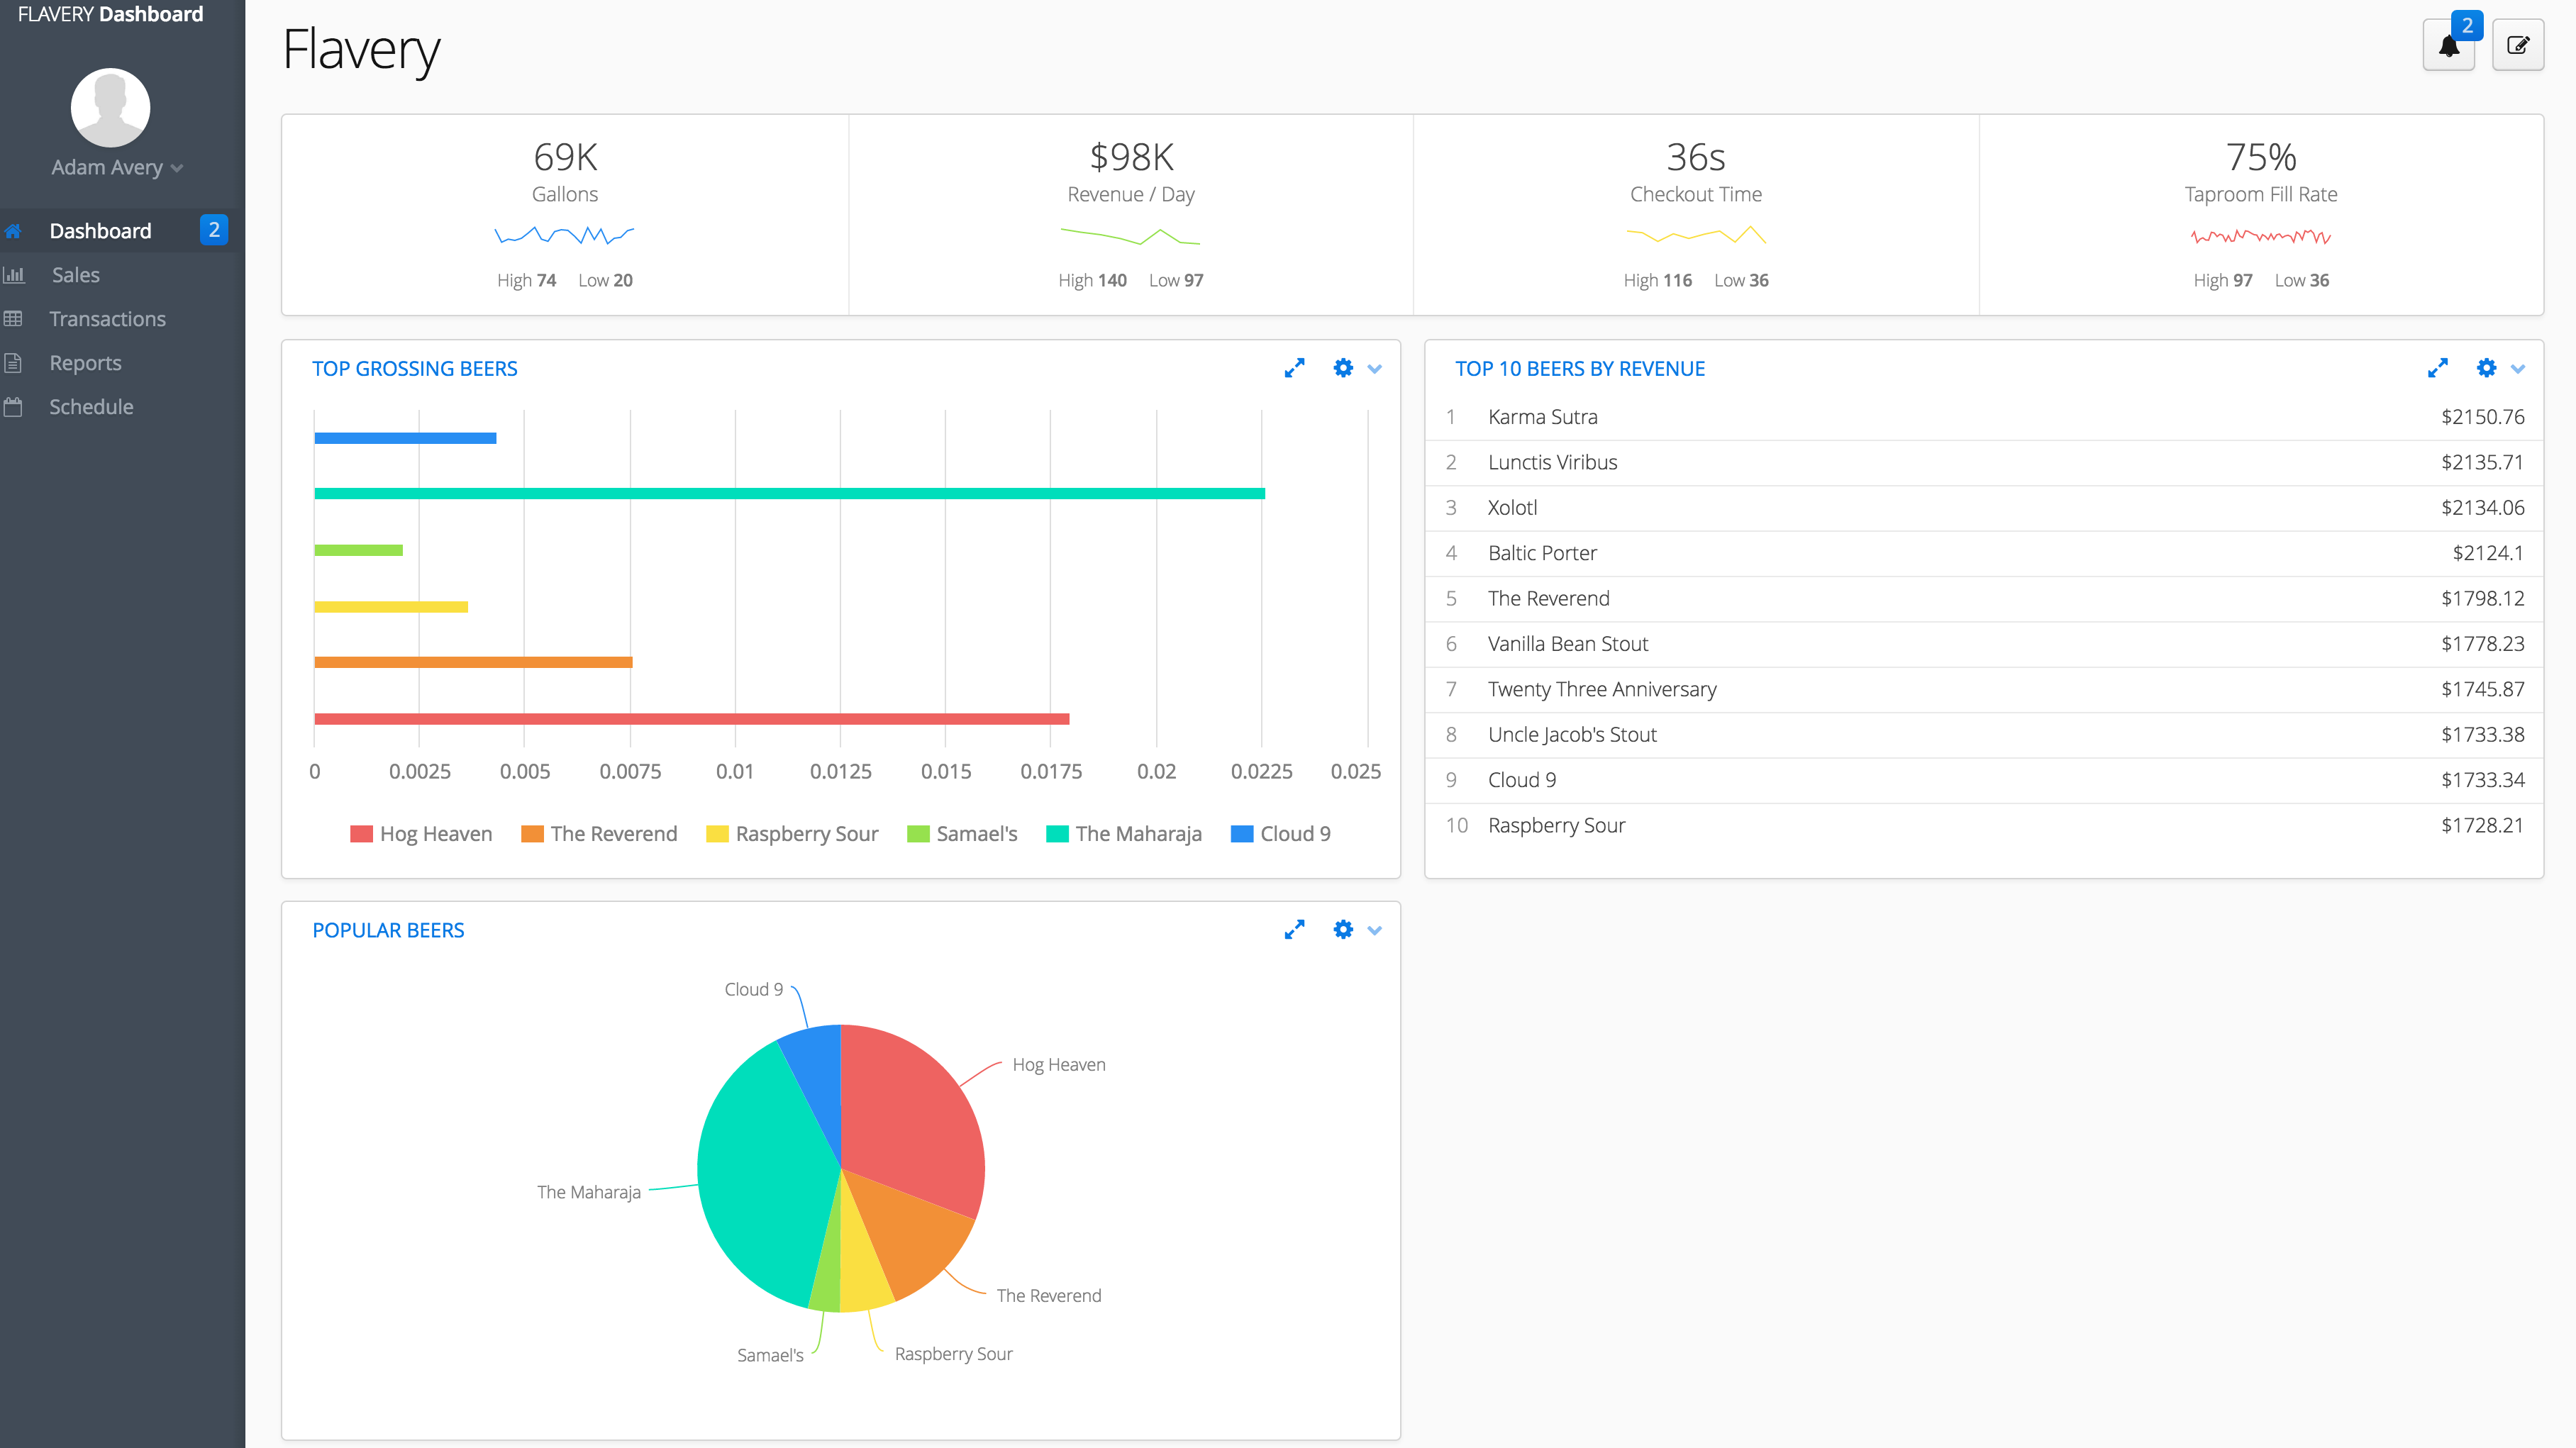 FLAVERY Dashboard
Adam Avery
Dashboard 2
Sales
Transactions
Reports
Schedule
Flavery
2
69K
Gallons
High 74 Low 20
$98K
Revenue / Day
High 140 Low 97
36s
Checkout Time
High 116 Low 36
75%
Taproom Fill Rate
High 97 Low 36
TOP GROSSING BEERS
0 0.0025 0.005 0.0075 0.01 0.0125 0.015 0.0175 0.02 0.0225 0.025
Hog Heaven The Reverend Raspberry Sour Samael's The Maharaja Cloud 9
TOP 10 BEERS BY REVENUE
1 Karma Sutra $2150.76
2 Lunctis Viribus $2135.71
3 Xolotl $2134.06
4 Baltic Porter $2124.1
5 The Reverend $1798.12
6 Vanilla Bean Stout $1778.23
7 Twenty Three Anniversary $1745.87
8 Uncle Jacob's Stout $1733.38
9 Cloud 9 $1733.34
10 Raspberry Sour $1728.21
POPULAR BEERS
Cloud 9
Hog Heaven
The Maharaja
The Reverend
Samael's
Raspberry Sour